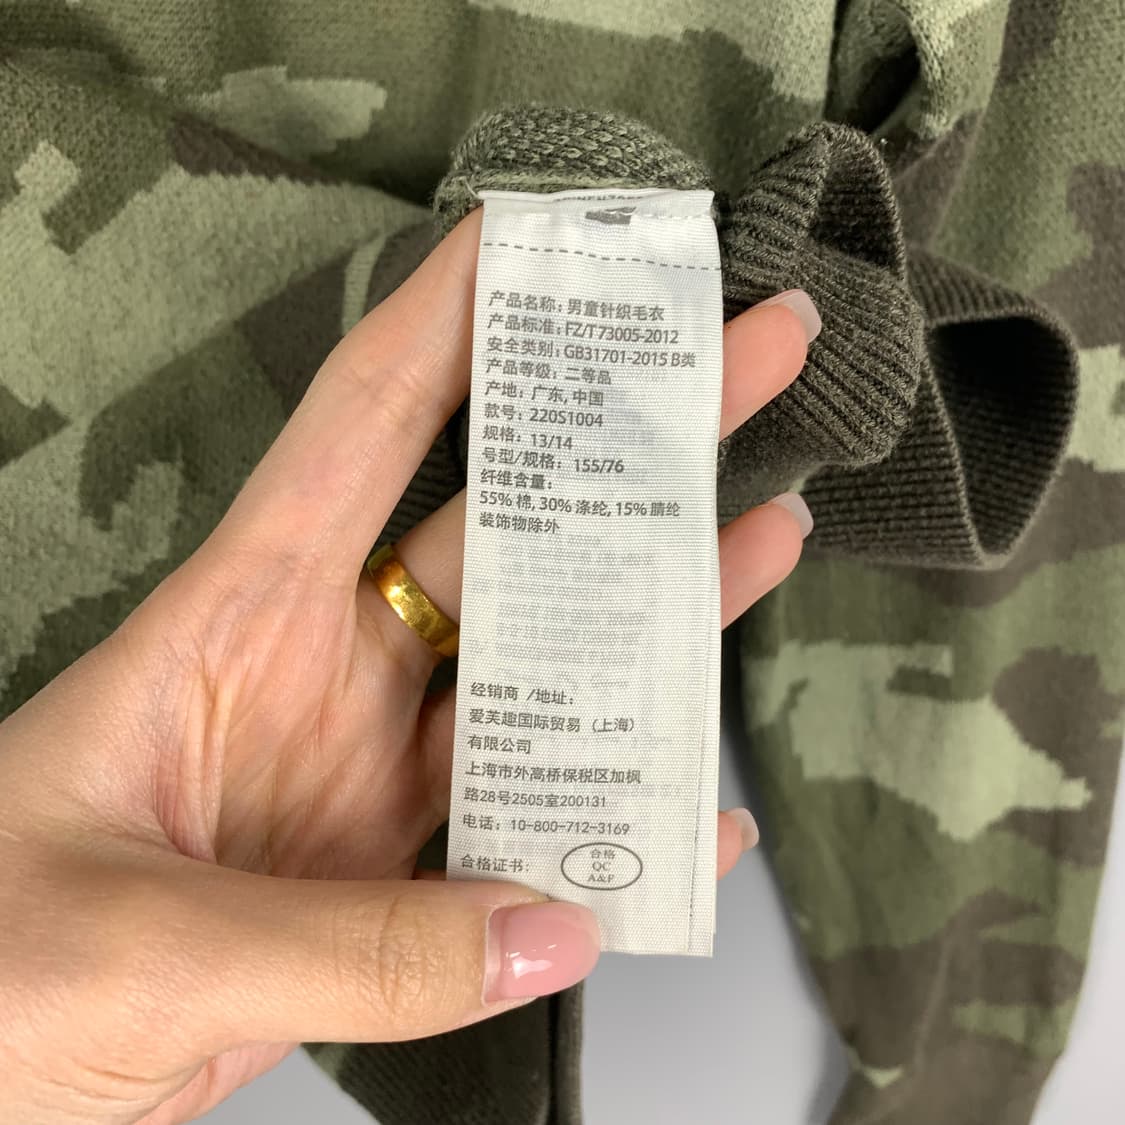 产品名称：男童针织毛衣
产品标准：FZ/T 73005-2012
安全类别：GB31701-2015 B类
产品等级：二等品
产地：广东, 中国
款号：220S1004
规格：13/14
号型/规格：155/76
纤维含量：
55% 棉, 30% 涤纶, 15% 腈纶
装饰物除外
经销商 /地址：
爱芙趣国际贸易（上海）
有限公司
上海市外高桥保税区加枫
路28号2505室200131
电话：10-800-712-3169
合格证书：
合格
QC
A&F